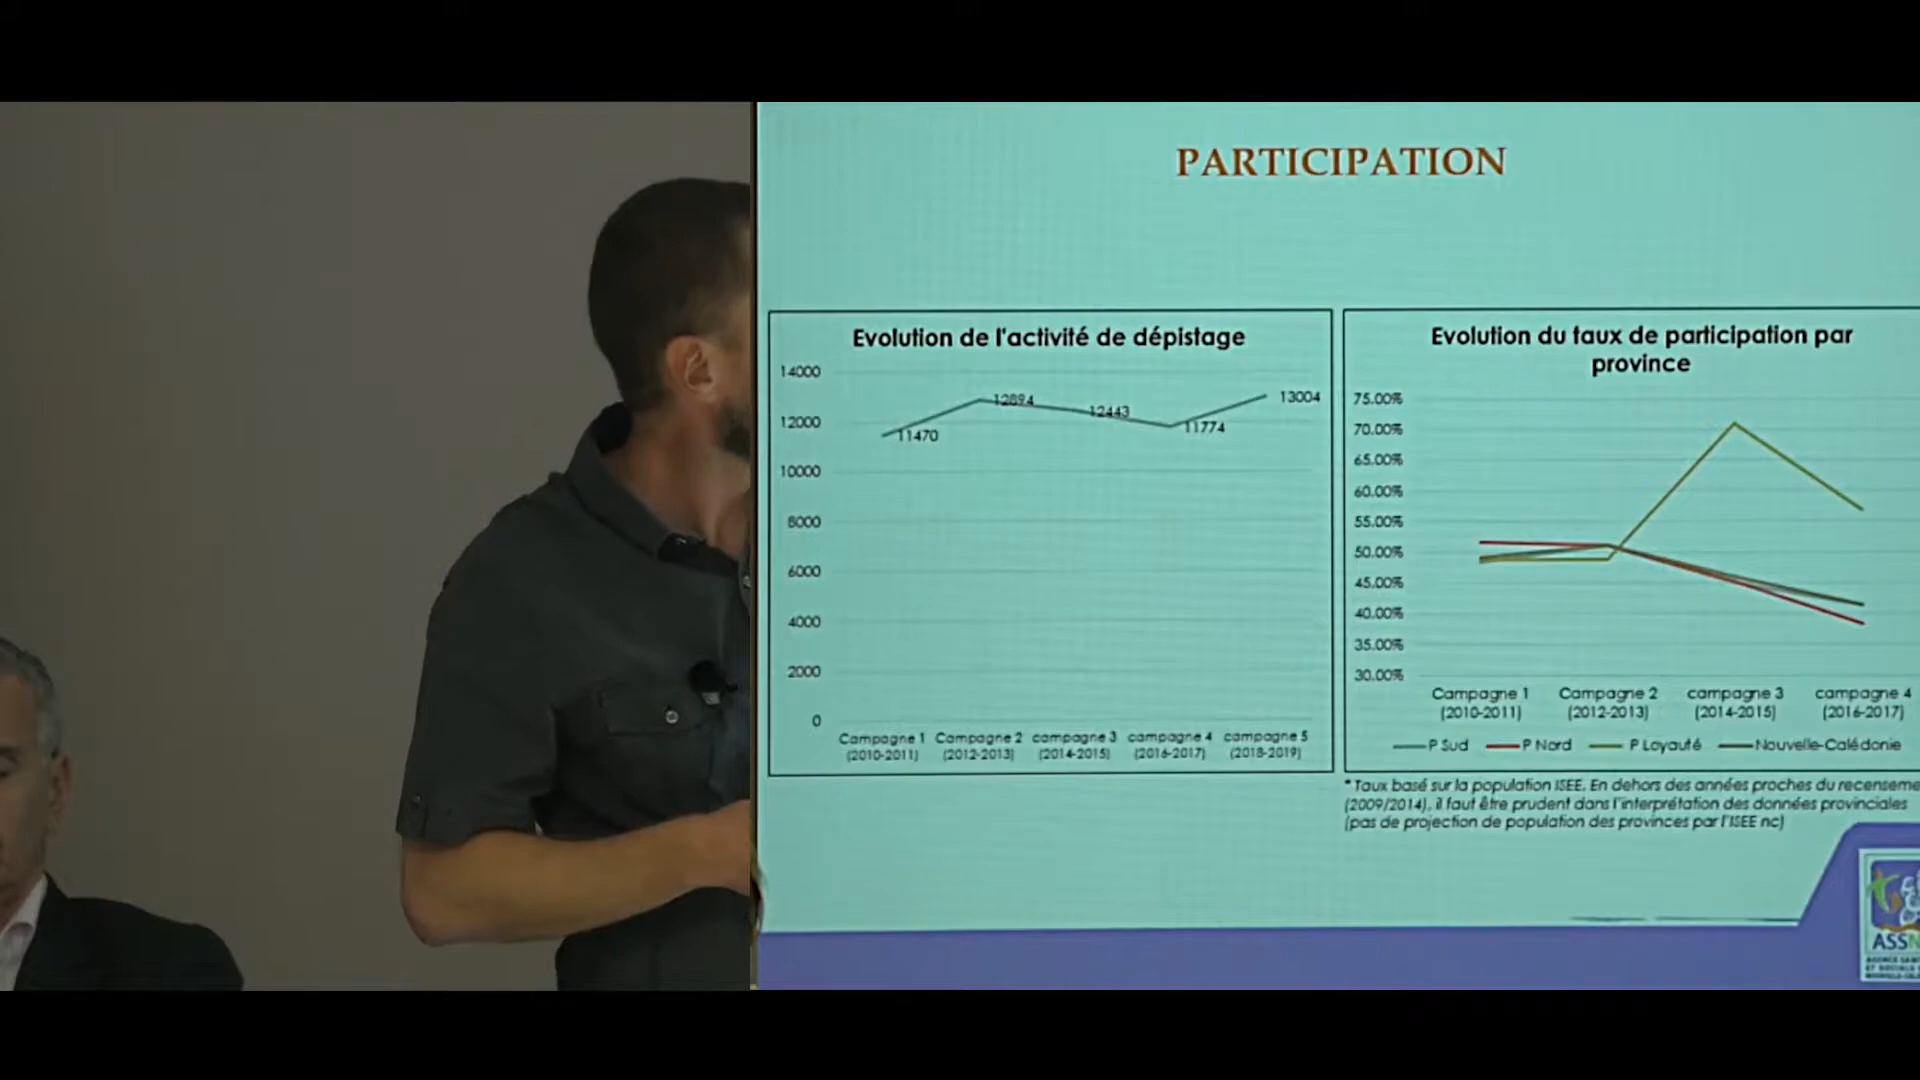 PARTICIPATION
Evolution de l'activité de dépistage
14000
12000
10000
8000
6000
4000
2000
0
11470
12894
12443
11774
13004
Campagne 1 Campagne 2 campagne 3 campagne 4 campagne 5
(2010-2011) (2012-2013) (2014-2015) (2016-2017) (2018-2019)
Evolution du taux de participation par
province
75.00%
70.00%
65.00%
60.00%
55.00%
50.00%
45.00%
40.00%
35.00%
30.00%
Campagne 1 Campagne 2 campagne 3 campagne 4
(2010-2011) (2012-2013) (2014-2015) (2016-2017)
P Sud P Nord P Loyauté Nouvelle-Calédonie
* Taux basé sur la population ISEE. En dehors des années proches du recenseme
(2009/2014), il faut être prudent dans l'interprétation des données provinciales
(pas de projection de population des provinces par l'ISEE nc)
ASSN